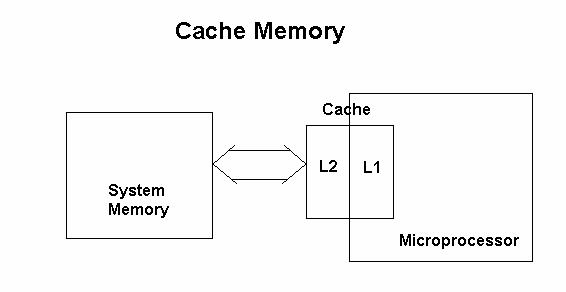 Cache Memory
Cache
L2
L1
System
Memory
Microprocessor